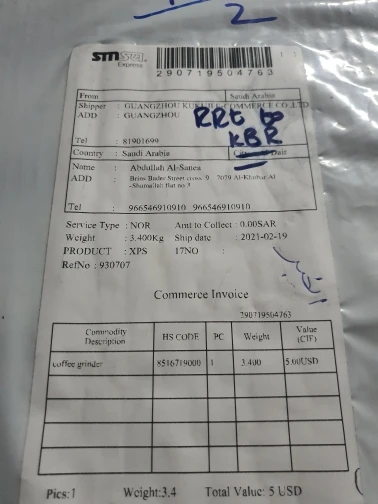 2
smsa
Express
290719504763
From Saudi Arabia
Shipper : GUANGZHOU E-COMMERCE CO.,LTD
ADD : GUANGZHOU
RRt to
KBR
Tel : 81901699
Country : Saudi Arabia
Name : Abdullah Al-Sanea
ADD : Street cross 9 7079 Al-Khubar Al
-Shamaliah flat no 3
Tel : 966546910910 966546910910
Service Type : NOR Amt to Collect : 0.00SAR
Weight : 3.400Kg Ship date : 2021-02-19
PRODUCT : XPS 17NO :
RefNo : 930707
Commerce Invoice
290719504763
Commodity Description HS CODE PC Weight Value (CIF)
coffee grinder 8516719000 1 3.400 5.00USD
Pics:1 Weight:3.4 Total Value: 5 USD